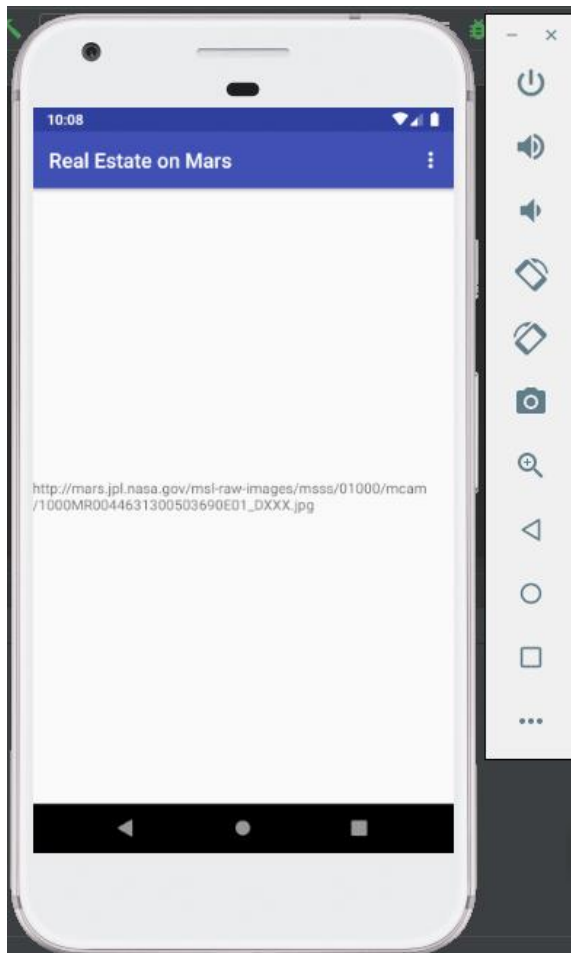 10:08
Real Estate on Mars
http://mars.jpl.nasa.gov/msl-raw-images/msss/01000/mcam
/1000MR0044631300503690E01_DXXX.jpg